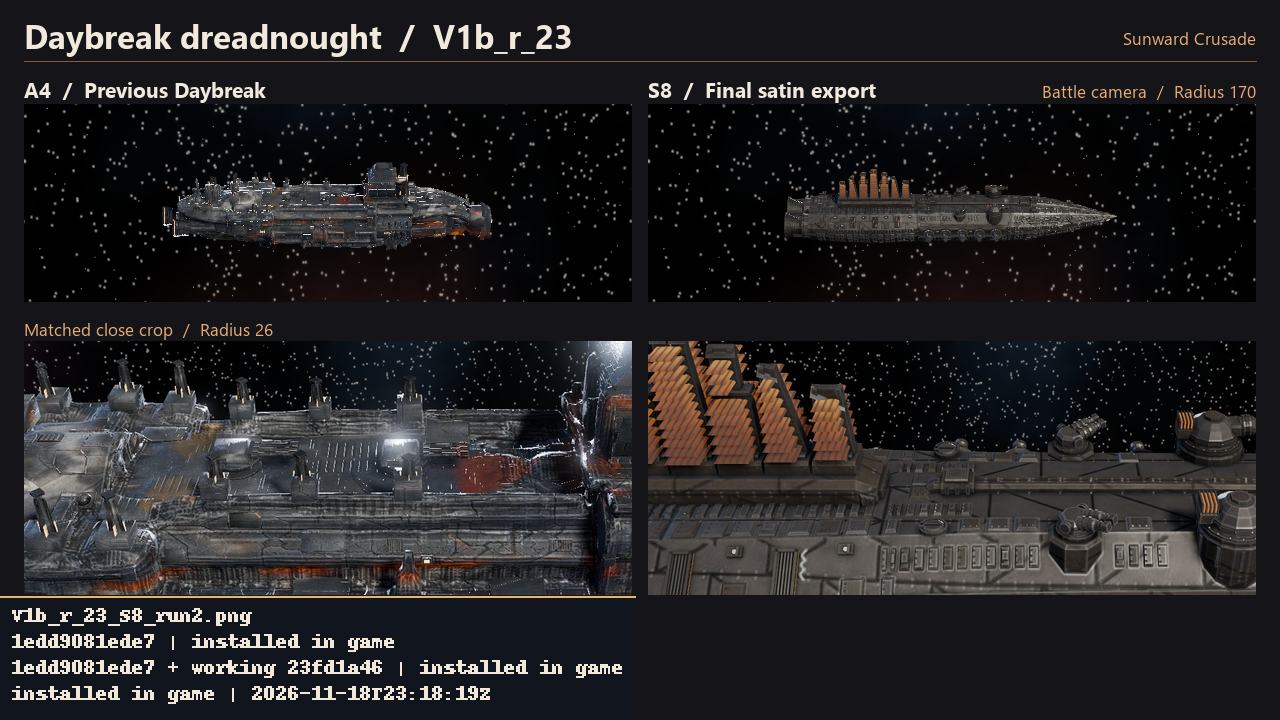 Daybreak dreadnought / V1b_r_23
Sunward Crusade
A4 / Previous Daybreak
S8 / Final satin export
Battle camera / Radius 170
Matched close crop / Radius 26
V1b_r_23_S8_run2.png
1edd9081ede7 | installed in game
1edd9081ede7 + working 23fd1a46 | installed in game
installed in game | 2026-11-18T23:18:19Z